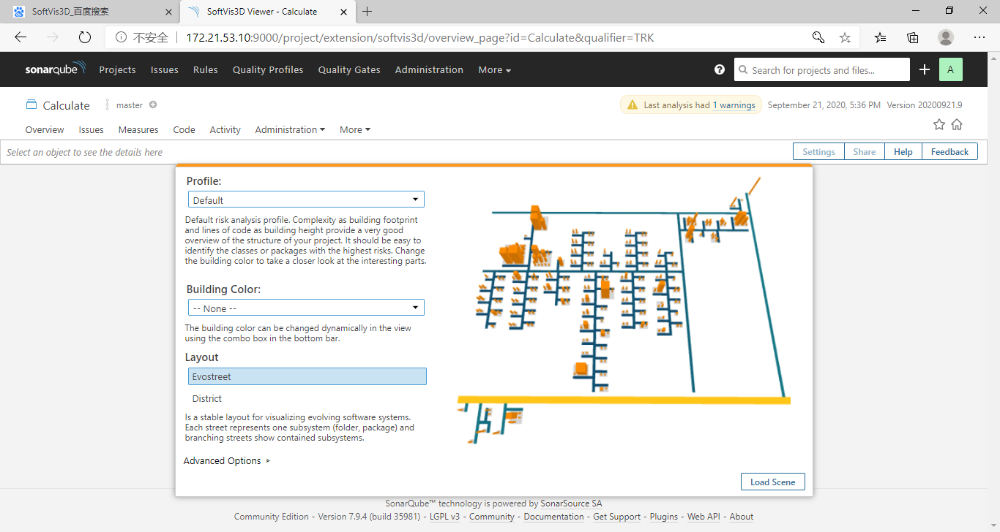 SoftVis3D_百度搜索
SoftVis3D Viewer - Calculate
不安全
172.21.53.10:9000/project/extension/softvis3d/overview_page?id=Calculate&qualifier=TRK
sonarqube Projects Issues Rules Quality Profiles Quality Gates Administration More
Search for projects and files...
A
Calculate master
Last analysis had 1 warnings September 21, 2020, 5:36 PM Version 20200921.9
Overview Issues Measures Code Activity Administration More
Select an object to see the details here
Settings Share Help Feedback
Profile:
Default
Default risk analysis profile. Complexity as building footprint
and lines of code as building height provide a very good
overview of the structure of your project. It should be easy to
identify the classes or packages with the highest risks. Change
the building color to take a closer look at the interesting parts.
Building Color:
-- None --
The building color can be changed dynamically in the view
using the combo box in the bottom bar.
Layout
Evostreet
District
Is a stable layout for visualizing evolving software systems.
Each street represents one subsystem (folder, package) and
branching streets show contained subsystems.
Advanced Options
Load Scene
SonarQube™ technology is powered by SonarSource SA
Community Edition - Version 7.9.4 (build 35981) - LGPL v3 - Community - Documentation - Get Support - Plugins - Web API - About